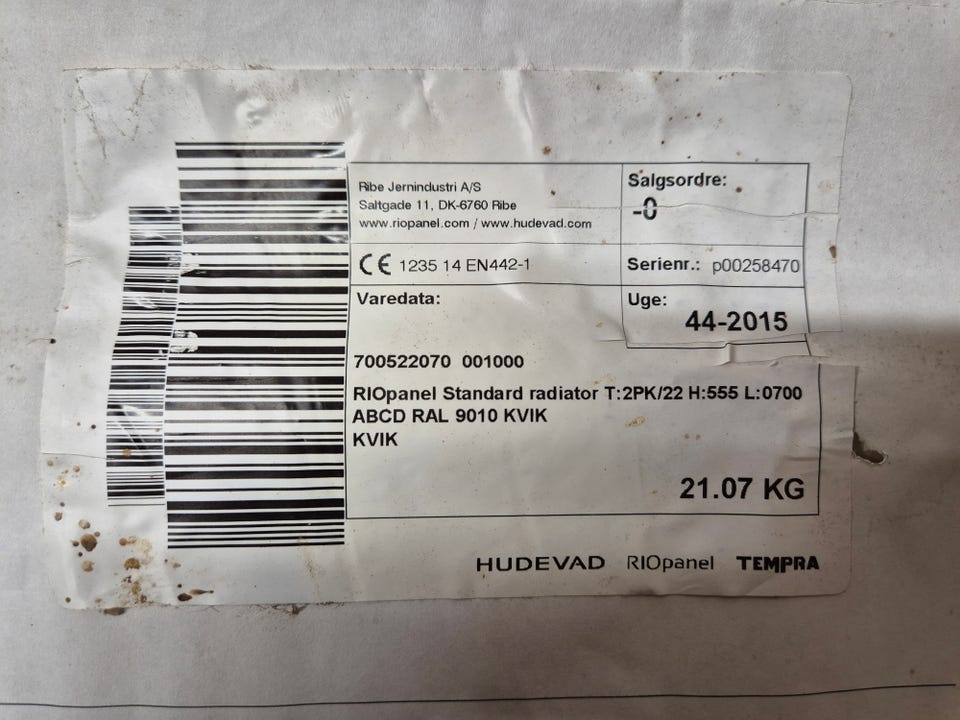 Ribe Jernindustri A/S
Saltgade 11, DK-6760 Ribe
www.riopanel.com / www.hudevad.com
Salgsordre:
-0
CE 1235 14 EN442-1
Serienr.: p00258470
Varedata:
Uge:
44-2015
700522070 001000
RIOpanel Standard radiator T:2PK/22 H:555 L:0700
ABCD RAL 9010 KVIK
KVIK
21.07 KG
HUDEVAD RIOpanel TEMPRA